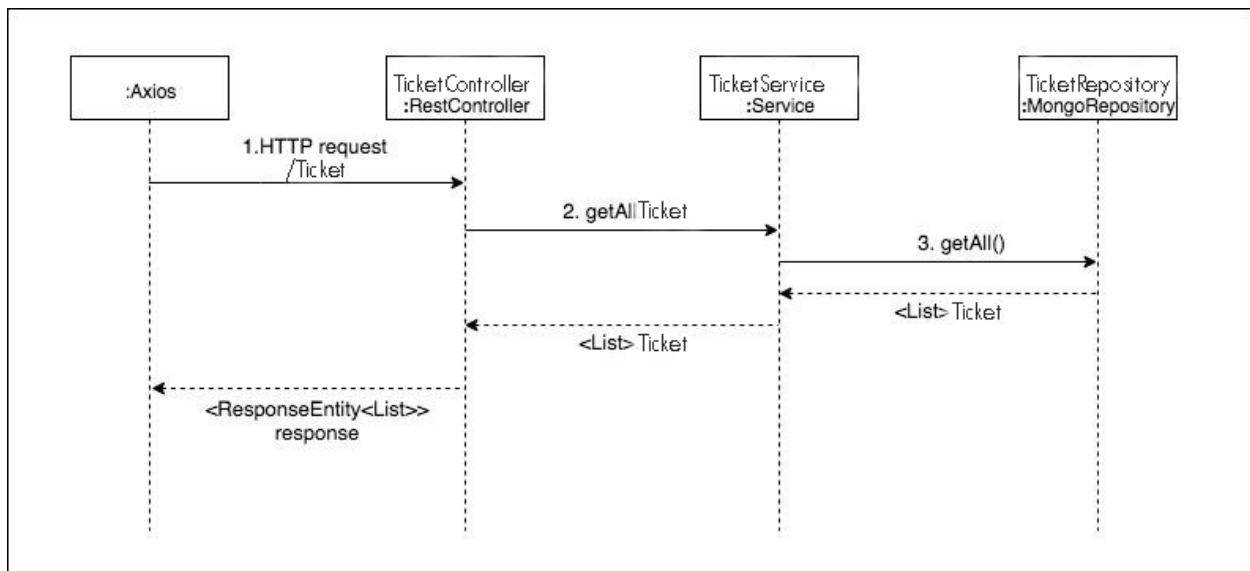 :Axios
TicketController
:RestController
TicketService
:Service
TicketRepository
:MongoRepository
1.HTTP request
/Ticket
2. getAllTicket
3. getAll()
<List> Ticket
<List> Ticket
<ResponseEntity<List>>
response